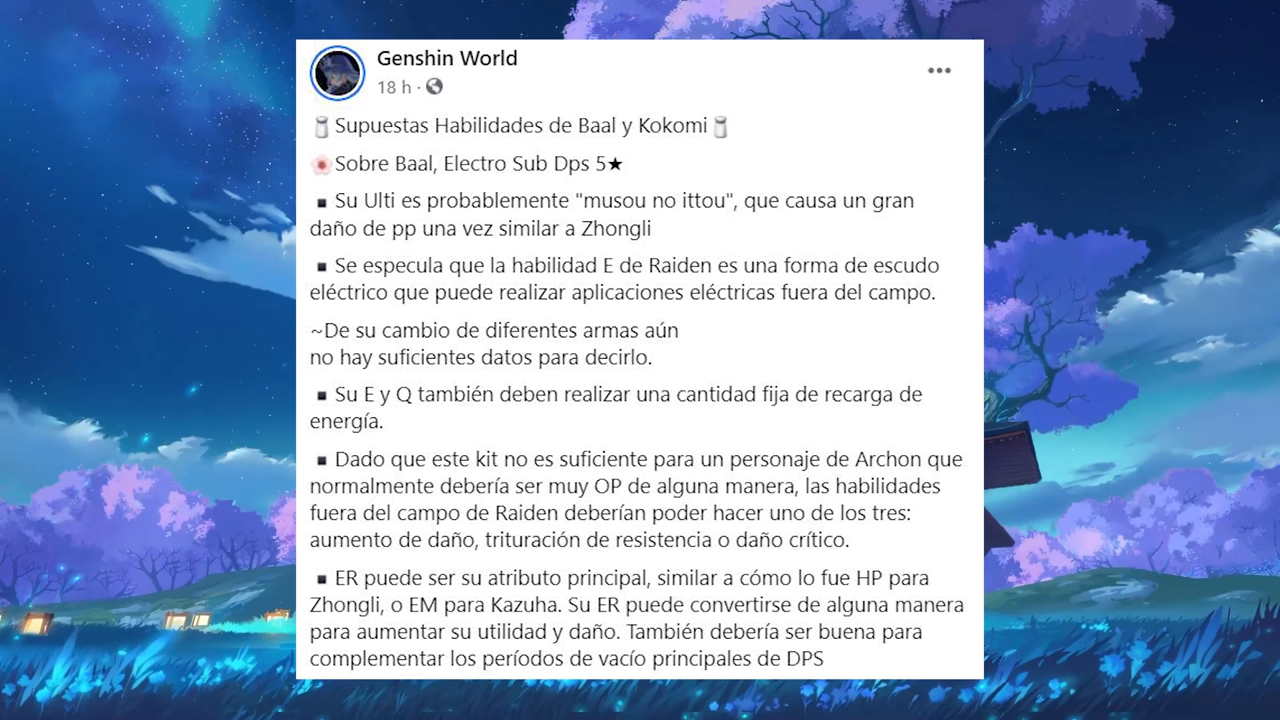 Genshin World
18 h ·
Supuestas Habilidades de Baal y Kokomi
Sobre Baal, Electro Sub Dps 5★
▪ Su Ulti es probablemente "musou no ittou", que causa un gran
daño de pp una vez similar a Zhongli
▪ Se especula que la habilidad E de Raiden es una forma de escudo
eléctrico que puede realizar aplicaciones eléctricas fuera del campo.
~De su cambio de diferentes armas aún
no hay suficientes datos para decirlo.
▪ Su E y Q también deben realizar una cantidad fija de recarga de
energía.
▪ Dado que este kit no es suficiente para un personaje de Archon que
normalmente debería ser muy OP de alguna manera, las habilidades
fuera del campo de Raiden deberían poder hacer uno de los tres:
aumento de daño, trituración de resistencia o daño crítico.
▪ ER puede ser su atributo principal, similar a cómo lo fue HP para
Zhongli, o EM para Kazuha. Su ER puede convertirse de alguna manera
para aumentar su utilidad y daño. También debería ser buena para
complementar los períodos de vacío principales de DPS